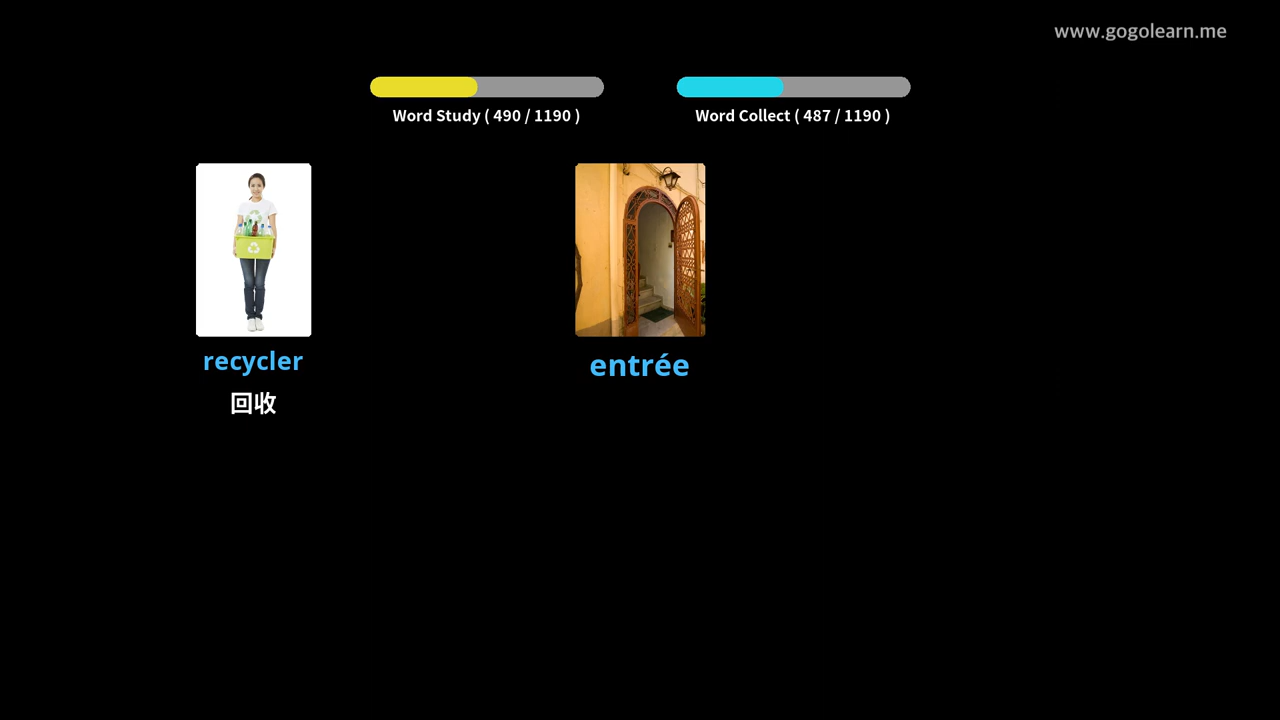 www.gogolearn.me
Word Study ( 490 / 1190 )
Word Collect ( 487 / 1190 )
recycler
回收
entrée